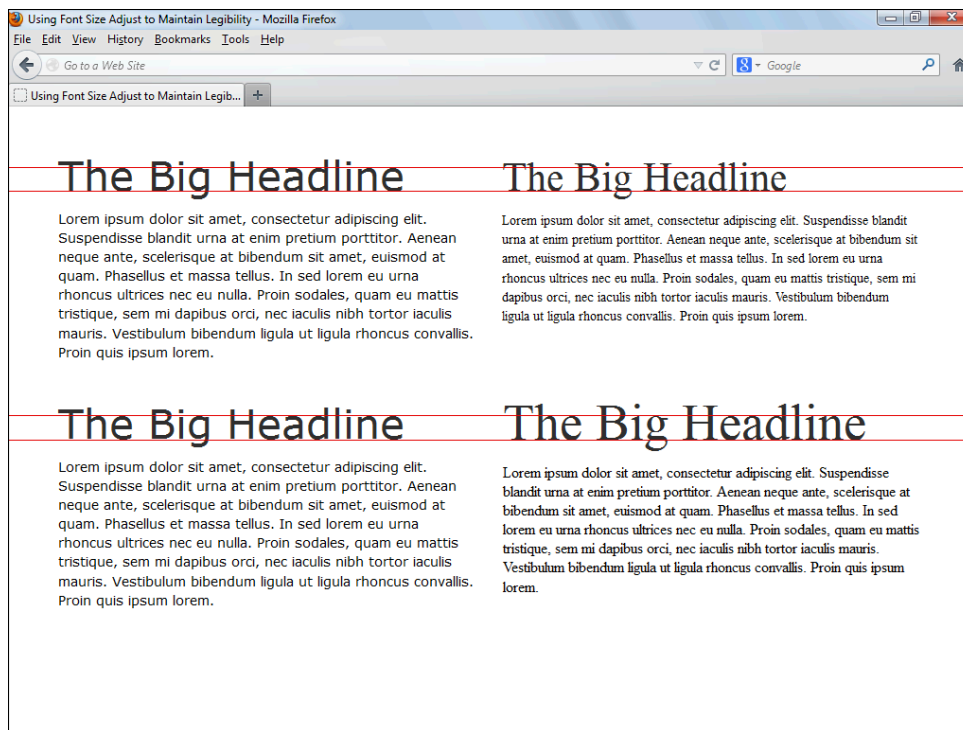 Using Font Size Adjust to Maintain Legibility - Mozilla Firefox
File Edit View History Bookmarks Tools Help
Go to a Web Site
Google
Using Font Size Adjust to Maintain Legib...
The Big Headline
Lorem ipsum dolor sit amet, consectetur adipiscing elit.
Suspendisse blandit urna at enim pretium porttitor. Aenean
neque ante, scelerisque at bibendum sit amet, euismod at
quam. Phasellus et massa tellus. In sed lorem eu urna
rhoncus ultrices nec eu nulla. Proin sodales, quam eu mattis
tristique, sem mi dapibus orci, nec iaculis nibh tortor iaculis
mauris. Vestibulum bibendum ligula ut ligula rhoncus convallis.
Proin quis ipsum lorem.
The Big Headline
Lorem ipsum dolor sit amet, consectetur adipiscing elit. Suspendisse blandit
urna at enim pretium porttitor. Aenean neque ante, scelerisque at bibendum sit
amet, euismod at quam. Phasellus et massa tellus. In sed lorem eu urna
rhoncus ultrices nec eu nulla. Proin sodales, quam eu mattis tristique, sem mi
dapibus orci, nec iaculis nibh tortor iaculis mauris. Vestibulum bibendum
ligula ut ligula rhoncus convallis. Proin quis ipsum lorem.
The Big Headline
Lorem ipsum dolor sit amet, consectetur adipiscing elit.
Suspendisse blandit urna at enim pretium porttitor. Aenean
neque ante, scelerisque at bibendum sit amet, euismod at
quam. Phasellus et massa tellus. In sed lorem eu urna
rhoncus ultrices nec eu nulla. Proin sodales, quam eu mattis
tristique, sem mi dapibus orci, nec iaculis nibh tortor iaculis
mauris. Vestibulum bibendum ligula ut ligula rhoncus convallis.
Proin quis ipsum lorem.
The Big Headline
Lorem ipsum dolor sit amet, consectetur adipiscing elit. Suspendisse
blandit urna at enim pretium porttitor. Aenean neque ante, scelerisque at
bibendum sit amet, euismod at quam. Phasellus et massa tellus. In sed
lorem eu urna rhoncus ultrices nec eu nulla. Proin sodales, quam eu mattis
tristique, sem mi dapibus orci, nec iaculis nibh tortor iaculis mauris.
Vestibulum bibendum ligula ut ligula rhoncus convallis. Proin quis ipsum
lorem.